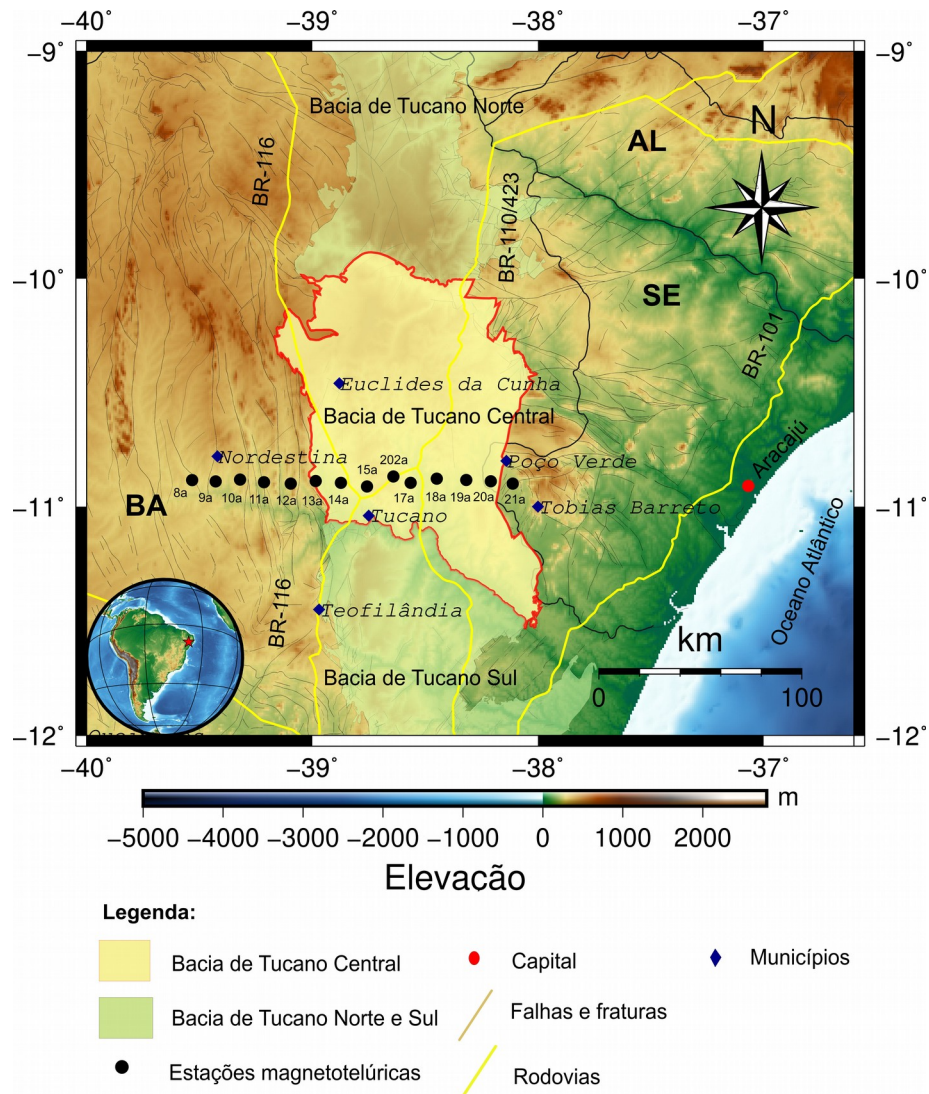 −40˚ −39˚ −38˚ −37˚
−9˚ −9˚
Bacia de Tucano Norte
N
AL
BR-116
BR-110/423
−10˚ −10˚
SE
BR-101
Euclides da Cunha
Bacia de Tucano Central
Aracajú
Nordestina
Poço Verde
15a 202a
8a 9a 10a 11a 12a 13a 14a 17a 18a 19a 20a 21a
BA
−11˚ −11˚
Tucano
Tobias Barreto
Oceano Atlântico
BR-116
Teofilândia
km
Bacia de Tucano Sul
0 100
−12˚ −12˚
−40˚ −39˚ −38˚ −37˚
m
−5000 −4000 −3000 −2000 −1000 0 1000 2000
Elevação
Legenda:
Bacia de Tucano Central
Capital
Municípios
Bacia de Tucano Norte e Sul
Falhas e fraturas
Estações magnetotelúricas
Rodovias